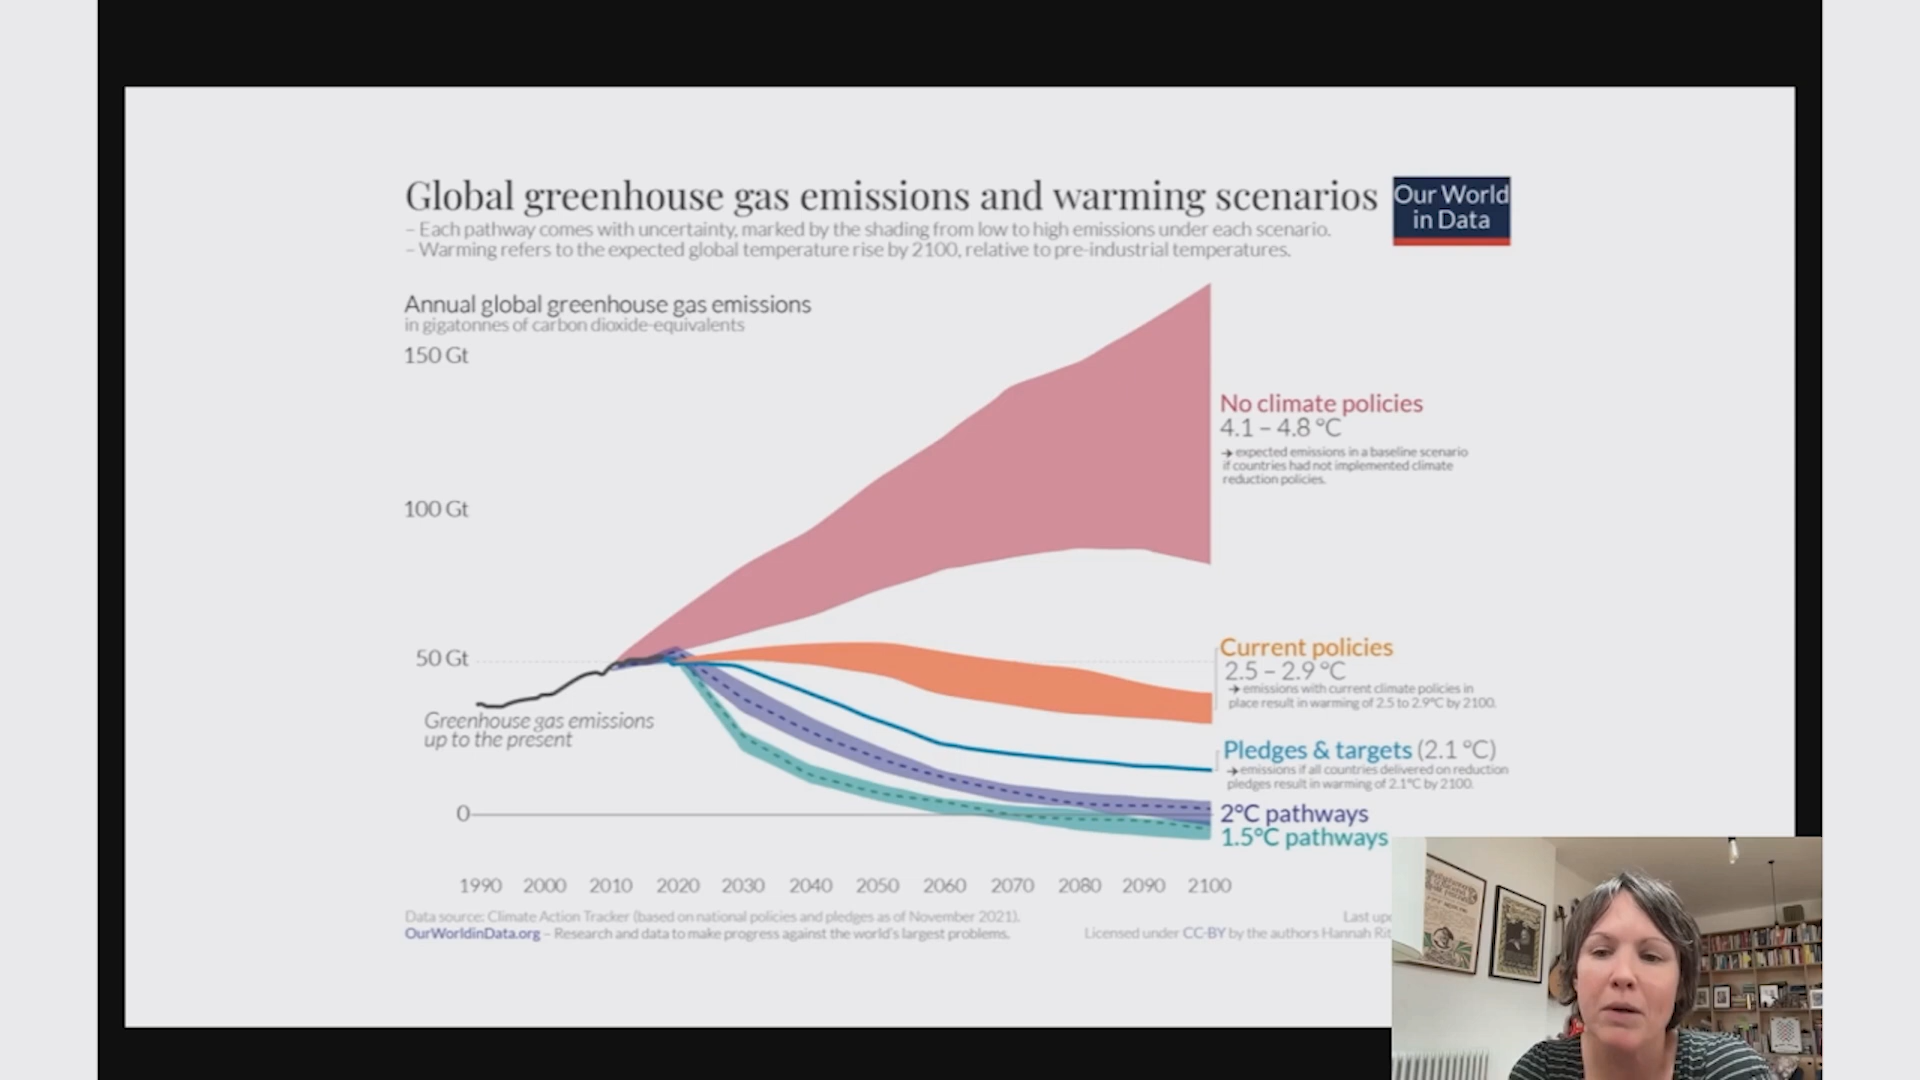 Global greenhouse gas emissions and warming scenarios
Our World
in Data
– Each pathway comes with uncertainty, marked by the shading from low to high emissions under each scenario.
– Warming refers to the expected global temperature rise by 2100, relative to pre-industrial temperatures.
Annual global greenhouse gas emissions
in gigatonnes of carbon dioxide-equivalents
150 Gt
100 Gt
50 Gt
0
No climate policies
4.1 – 4.8 °C
→ expected emissions in a baseline scenario
if countries had not implemented climate
reduction policies.
Current policies
2.5 – 2.9 °C
→ emissions with current climate policies in
place result in warming of 2.5 to 2.9°C by 2100.
Greenhouse gas emissions
up to the present
Pledges & targets (2.1 °C)
→ emissions if all countries delivered on reduction
pledges result in warming of 2.1°C by 2100.
2°C pathways
1.5°C pathways
1990 2000 2010 2020 2030 2040 2050 2060 2070 2080 2090 2100
Data source: Climate Action Tracker (based on national policies and pledges as of November 2021).
Last
OurWorldinData.org – Research and data to make progress against the world's largest problems.
Licensed under CC-BY by the authors Hannah